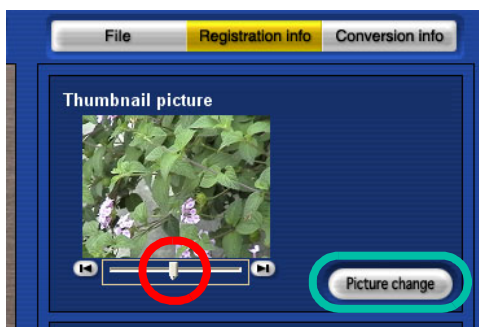 File Registration info Conversion info
Thumbnail picture
Picture change